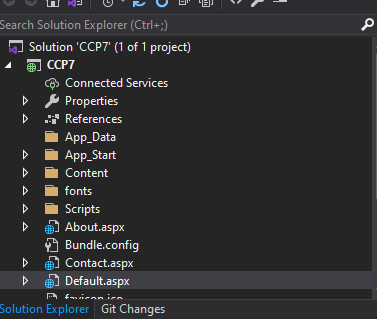 Search Solution Explorer (Ctrl+;)
Solution 'CCP7' (1 of 1 project)
CCP7
Connected Services
Properties
References
App_Data
App_Start
Content
fonts
Scripts
About.aspx
Bundle.config
Contact.aspx
Default.aspx
favicon.ico
Solution Explorer Git Changes